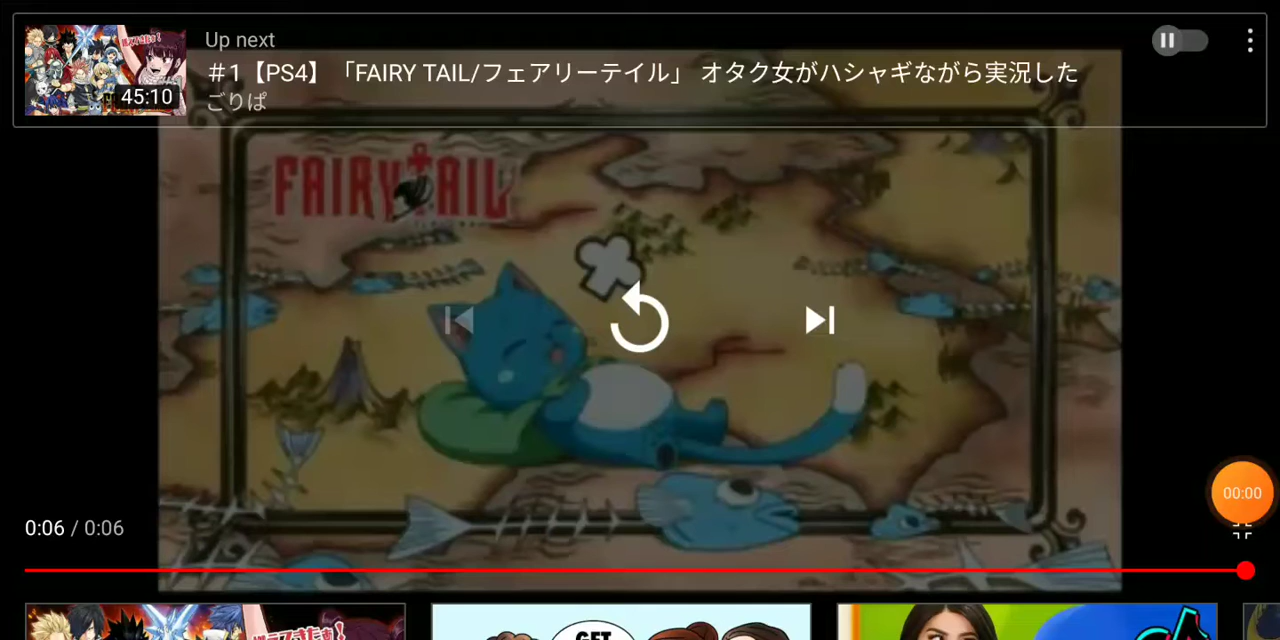 Up next
#1【PS4】「FAIRY TAIL/フェアリーテイル」 オタク女がハシャギながら実況した
45:10
ごりぱ
FAIRY TAIL
00:00
0:06 / 0:06
GET